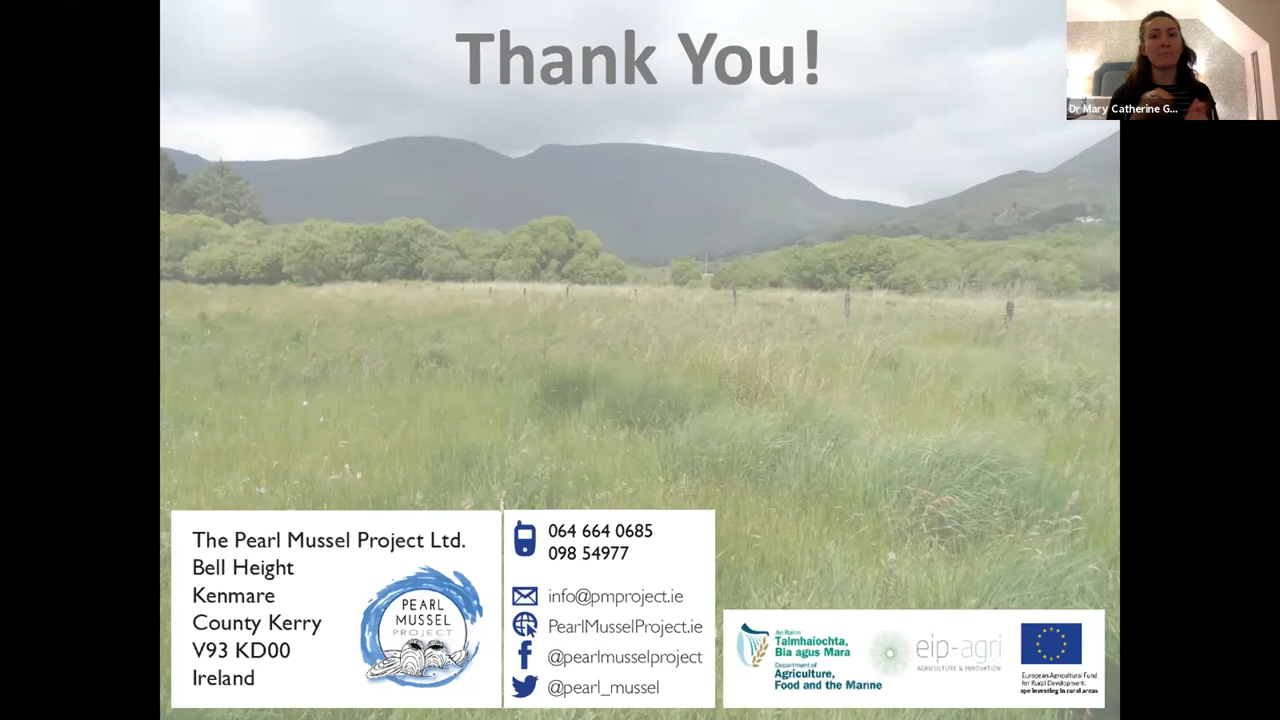 Thank You!
Dr Mary Catherine G...
The Pearl Mussel Project Ltd.
Bell Height
Kenmare
County Kerry
V93 KD00
Ireland
PEARL
MUSSEL
PROJECT
064 664 0685
098 54977
info@pmproject.ie
PearlMusselProject.ie
@pearlmusselproject
@pearl_mussel
An Roinn
Talmhaíochta,
Bia agus Mara
Department of
Agriculture,
Food and the Marine
eip-agri
AGRICULTURE & INNOVATION
European Agricultural Fund
for Rural Development:
ope investing in rural areas